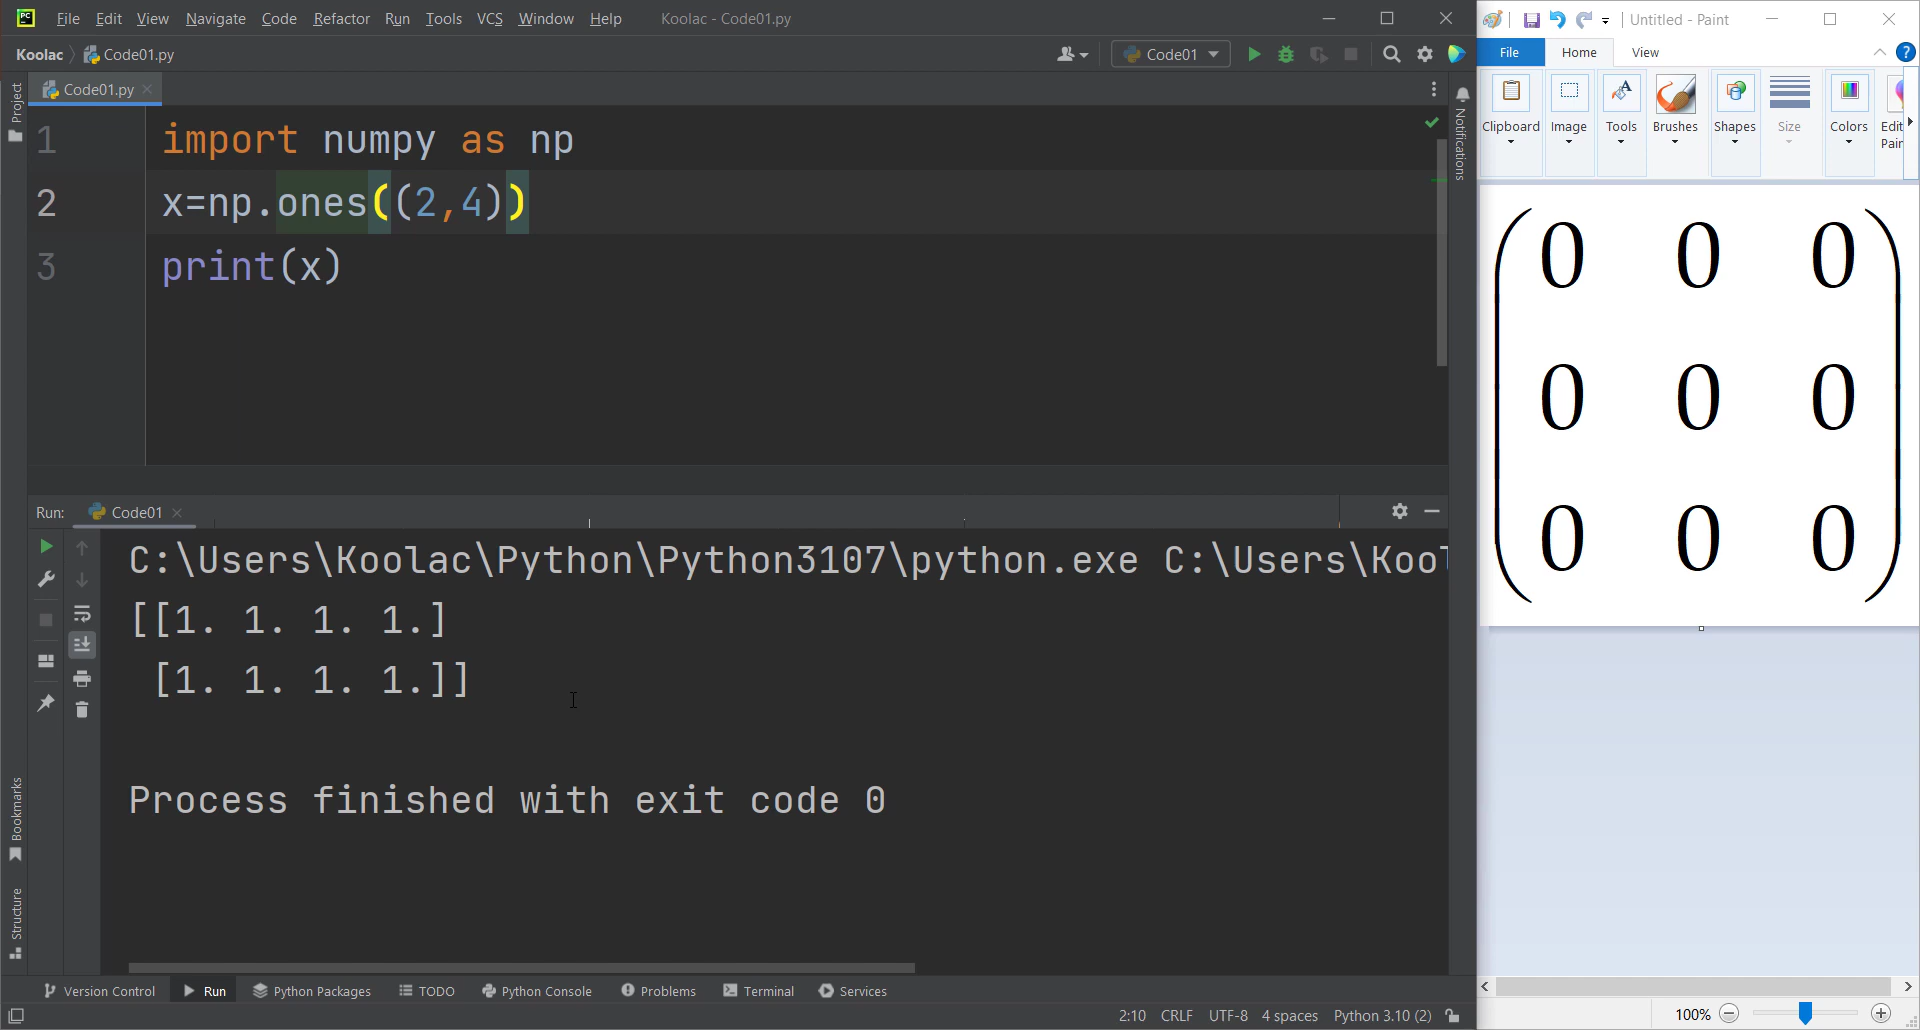 File Edit View Navigate Code Refactor Run Tools VCS Window Help Koolac - Code01.py
Koolac Code01.py
Code01
Code01.py
Project
Notifications
1 import numpy as np
2 x=np.ones((2,4))
3 print(x)
Run: Code01
C:\Users\Koolac\Python\Python3107\python.exe C:\Users\Kool
[[1. 1. 1. 1.]
[1. 1. 1. 1.]]
Process finished with exit code 0
Bookmarks
Structure
Version Control Run Python Packages TODO Python Console Problems Terminal Services
2:10 CRLF UTF-8 4 spaces Python 3.10 (2)
Untitled - Paint
File Home View
Clipboard Image Tools Brushes Shapes Size Colors Edit
Pain
0 0 0
0 0 0
0 0 0
100%